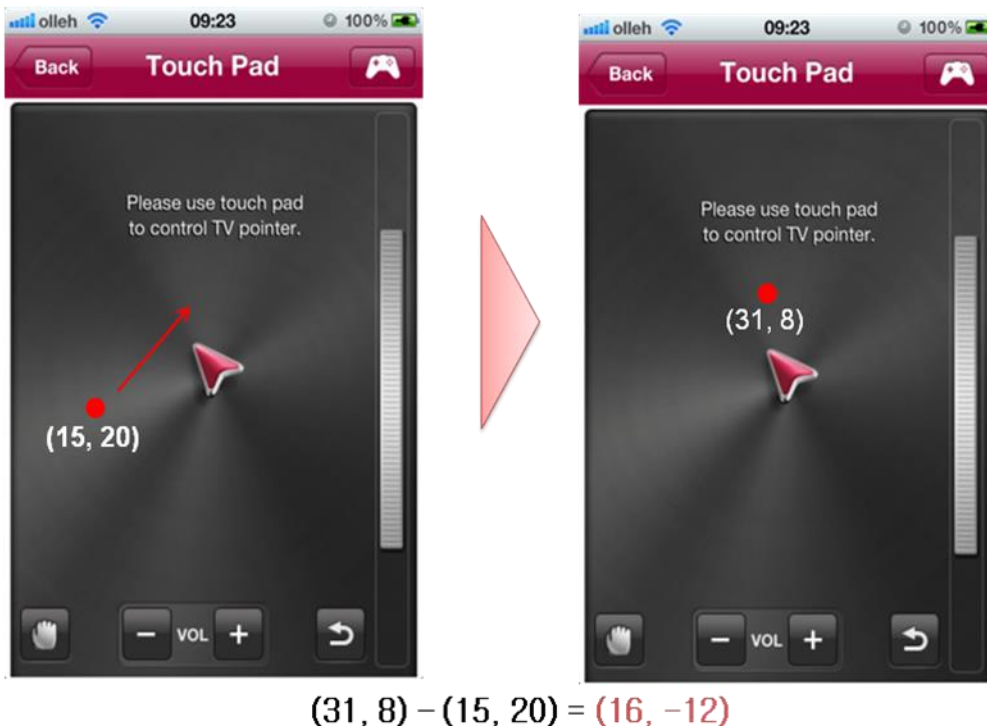 olleh 09:23 100%
Back Touch Pad
Please use touch pad
to control TV pointer.
(15, 20)
− VOL +
olleh 09:23 100%
Back Touch Pad
Please use touch pad
to control TV pointer.
(31, 8)
− VOL +
(31, 8) − (15, 20) = (16, −12)